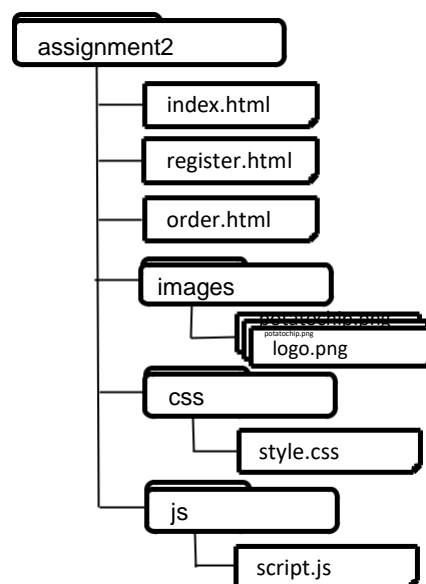 assignment2
index.html
register.html
order.html
images
potatochip.png
potatochip.png
logo.png
css
style.css
js
script.js